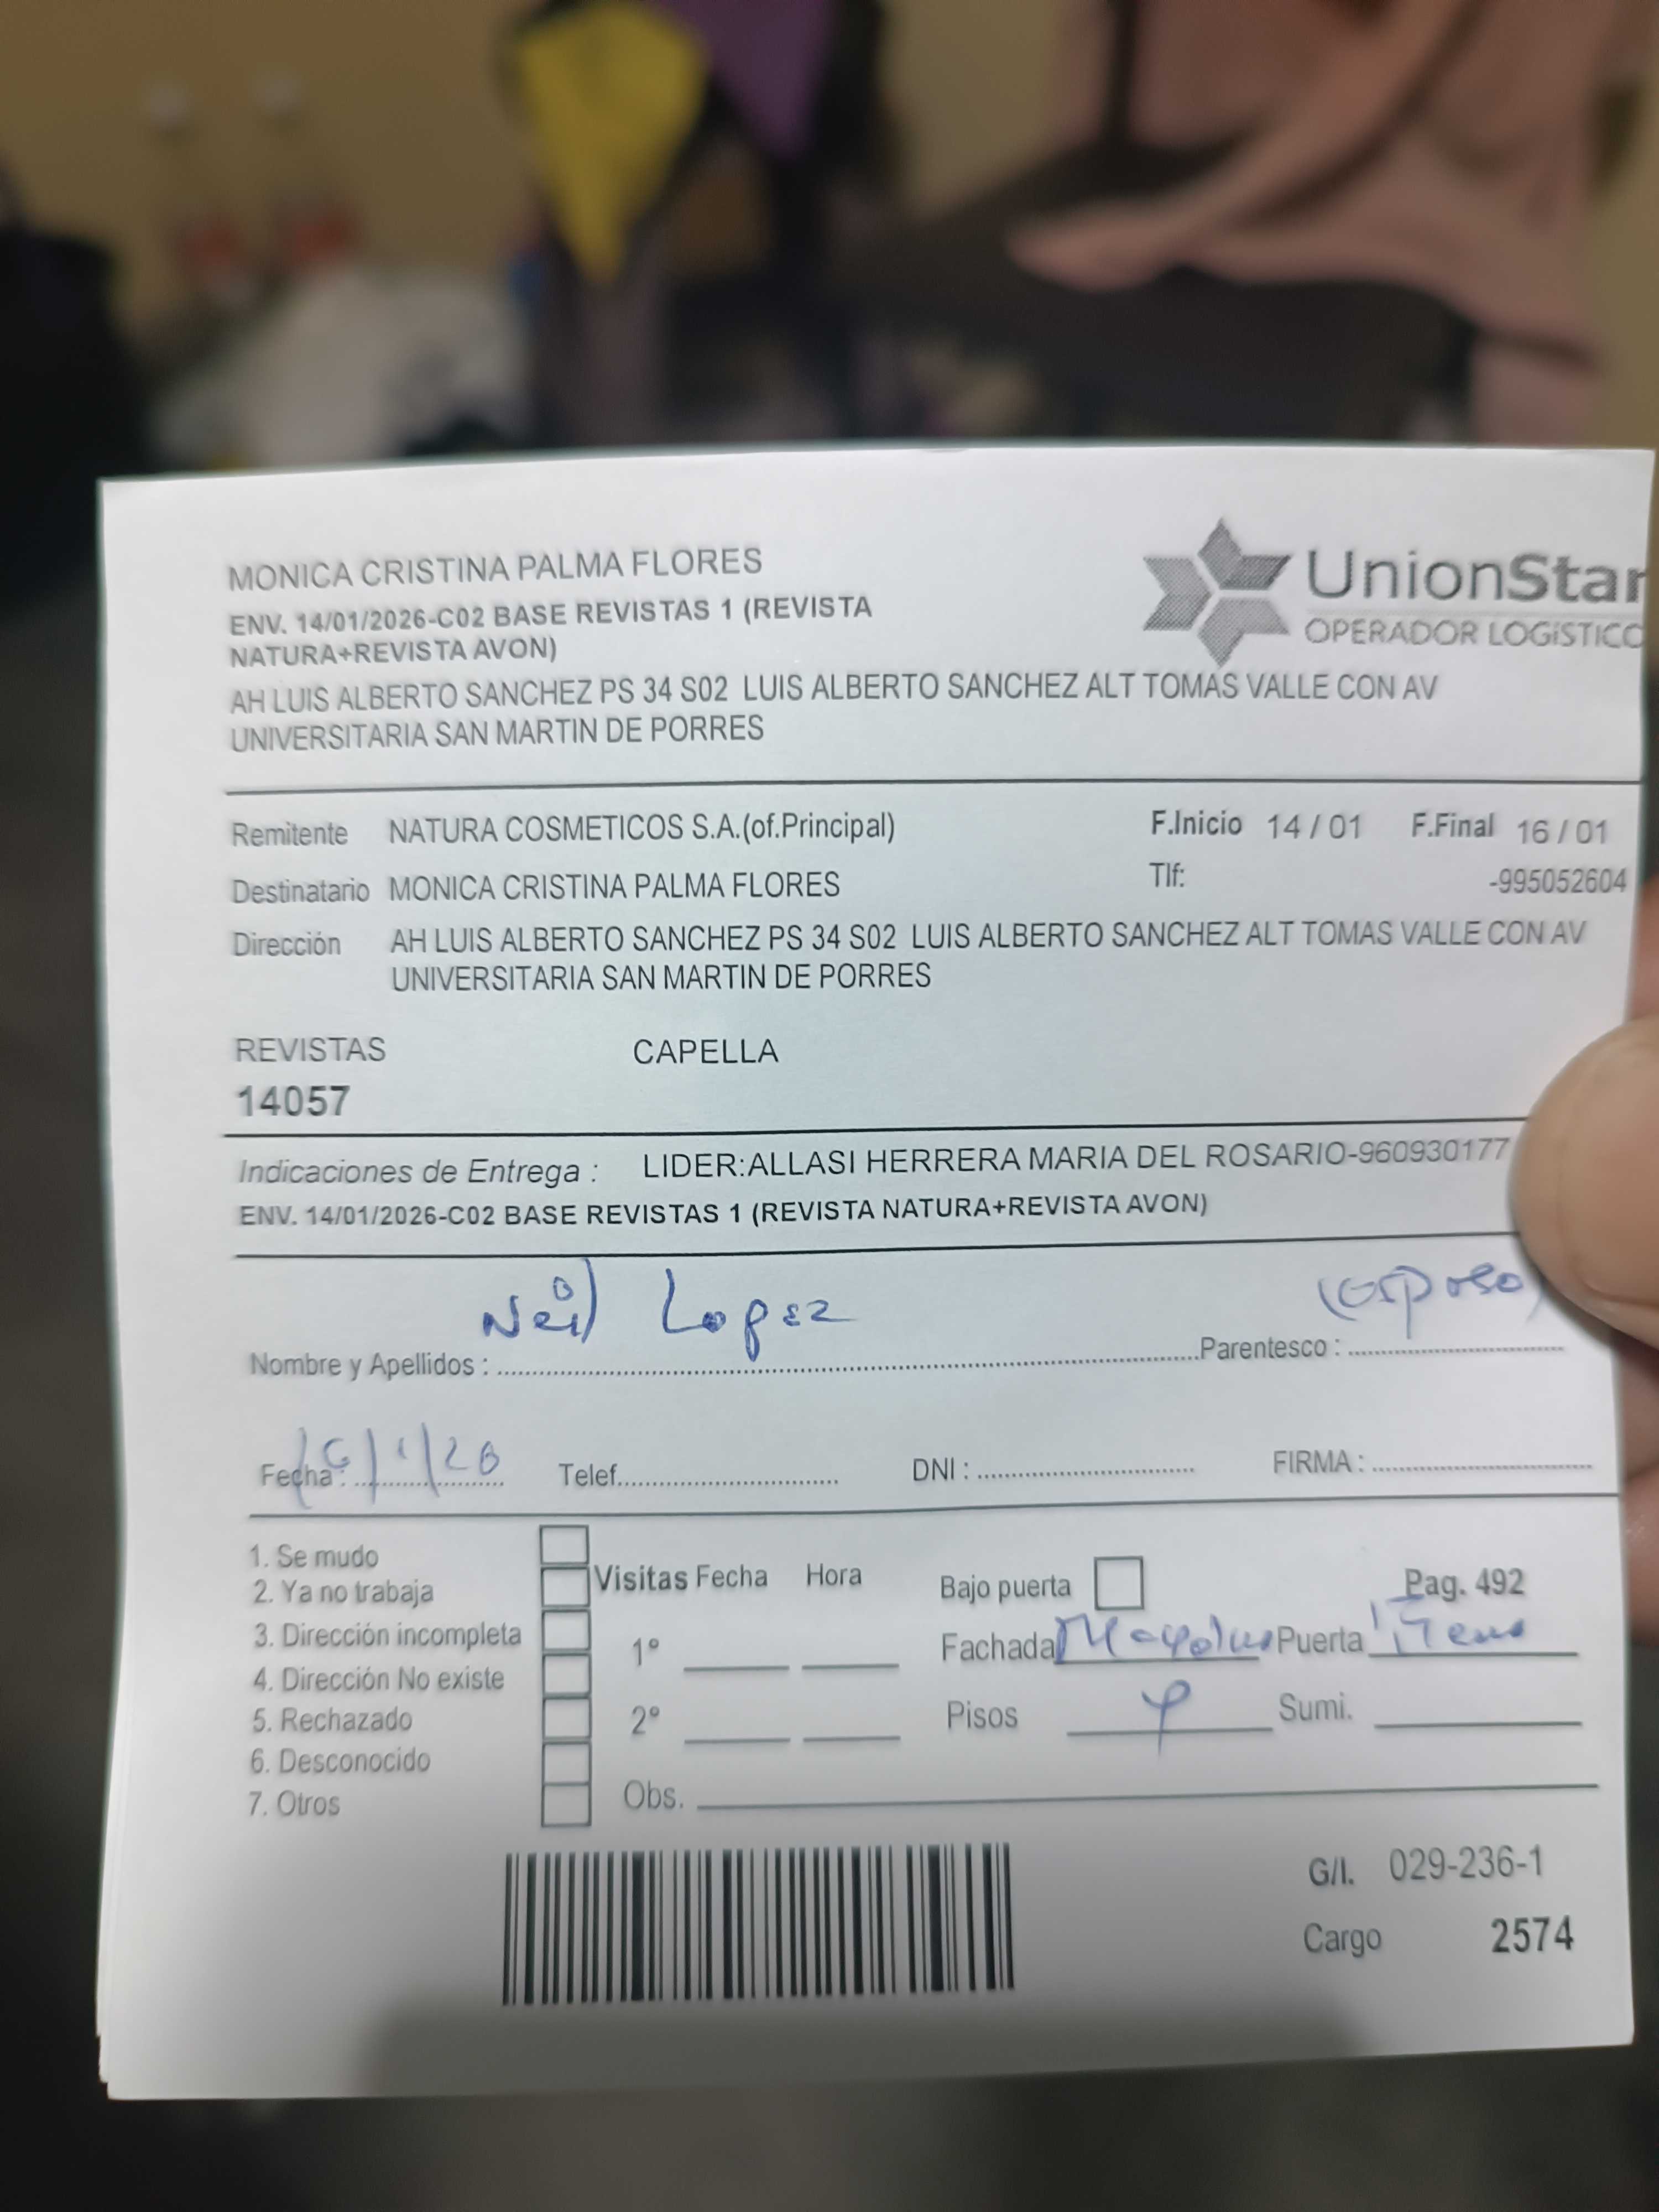 MONICA CRISTINA PALMA FLORES
ENV. 14/01/2026-C02 BASE REVISTAS 1 (REVISTA
NATURA+REVISTA AVON)
AH LUIS ALBERTO SANCHEZ PS 34 S02 LUIS ALBERTO SANCHEZ ALT TOMAS VALLE CON AV
UNIVERSITARIA SAN MARTIN DE PORRES
UnionStar
OPERADOR LOGÍSTICO
Remitente NATURA COSMETICOS S.A.(of.Principal) F.Inicio 14 / 01 F.Final 16 / 01
Destinatario MONICA CRISTINA PALMA FLORES Tlf: -995052604
Dirección AH LUIS ALBERTO SANCHEZ PS 34 S02 LUIS ALBERTO SANCHEZ ALT TOMAS VALLE CON AV
UNIVERSITARIA SAN MARTIN DE PORRES
REVISTAS CAPELLA
14057
Indicaciones de Entrega : LIDER:ALLASI HERRERA MARIA DEL ROSARIO-960930177
ENV. 14/01/2026-C02 BASE REVISTAS 1 (REVISTA NATURA+REVISTA AVON)
Neil Lopez (esposo)
Nombre y Apellidos : Parentesco :
Fecha : Telef. DNI : FIRMA :
1. Se mudo
2. Ya no trabaja
3. Dirección incompleta
4. Dirección No existe
5. Rechazado
6. Desconocido
7. Otros
Visitas Fecha Hora
1°
2°
Obs.
Bajo puerta Pag. 492
Fachada Puerta
Pisos Sumi.
G/I. 029-236-1
Cargo 2574